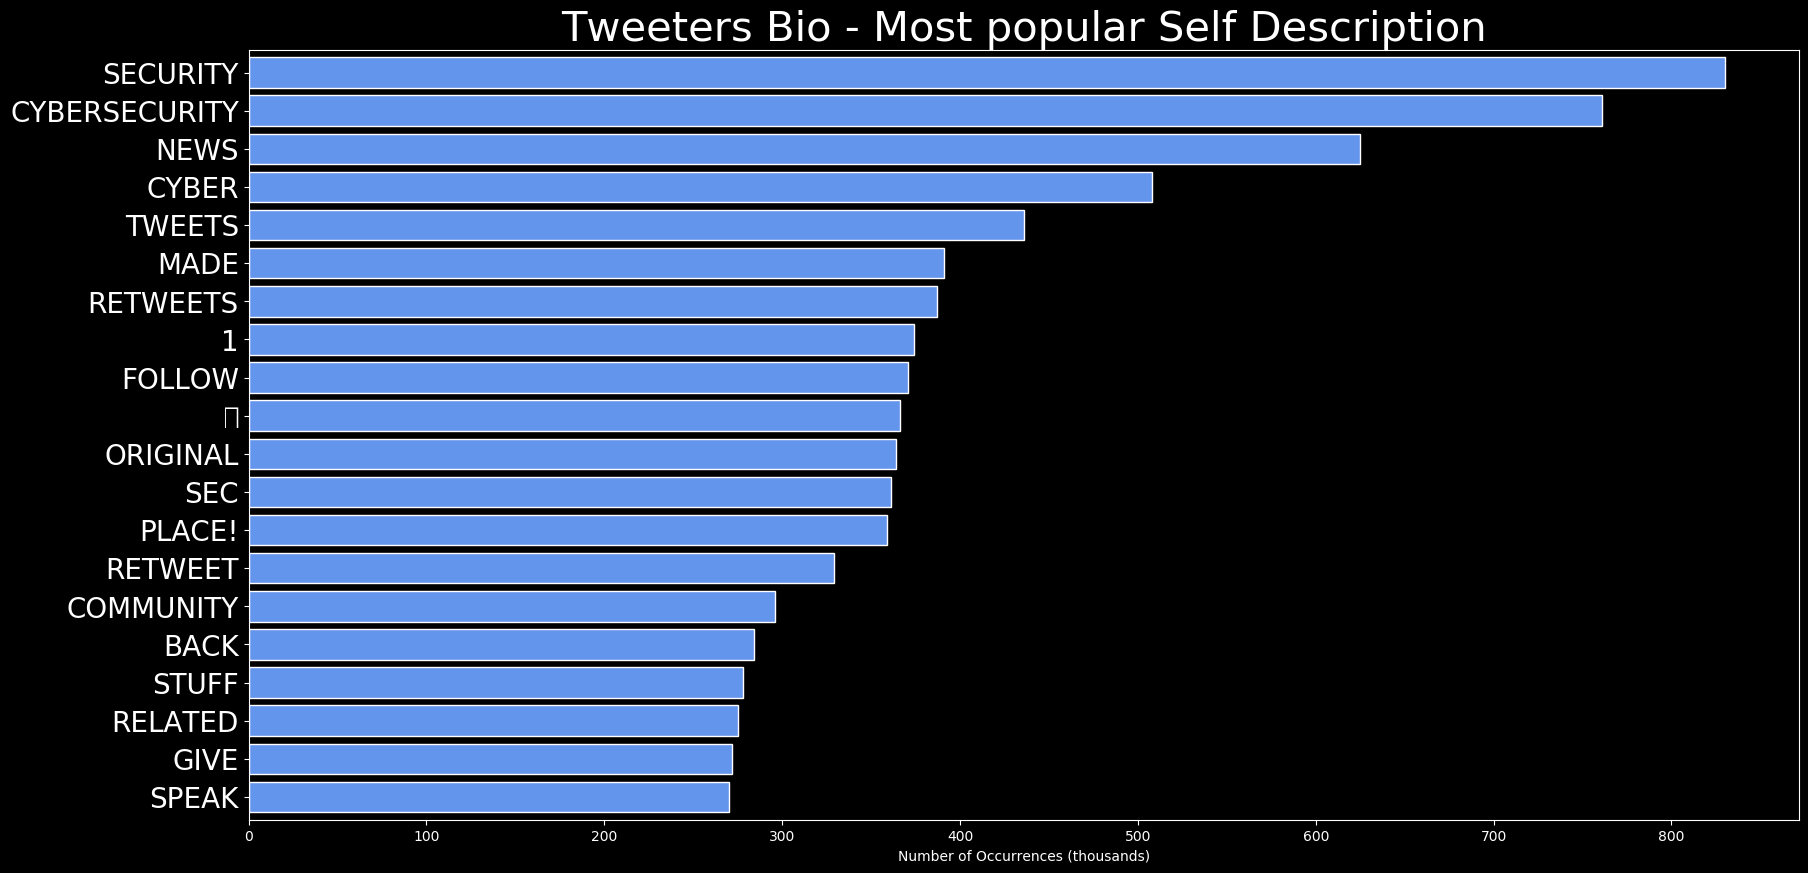 Tweeters Bio - Most popular Self Description
SECURITY
CYBERSECURITY
NEWS
CYBER
TWEETS
MADE
RETWEETS
1
FOLLOW
ORIGINAL
SEC
PLACE!
RETWEET
COMMUNITY
BACK
STUFF
RELATED
GIVE
SPEAK
0 100 200 300 400 500 600 700 800
Number of Occurrences (thousands)